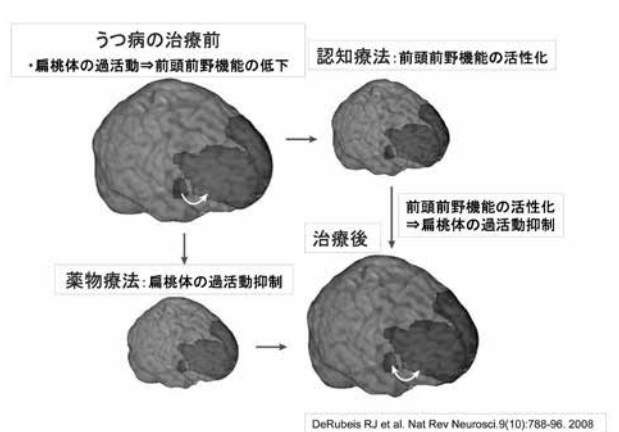 うつ病の治療前
・扁桃体の過活動⇒前頭前野機能の低下
認知療法:前頭前野機能の活性化
前頭前野機能の活性化
⇒扁桃体の過活動抑制
治療後
薬物療法:扁桃体の過活動抑制
DeRubeis RJ et al. Nat Rev Neurosci.9(10):788-96. 2008